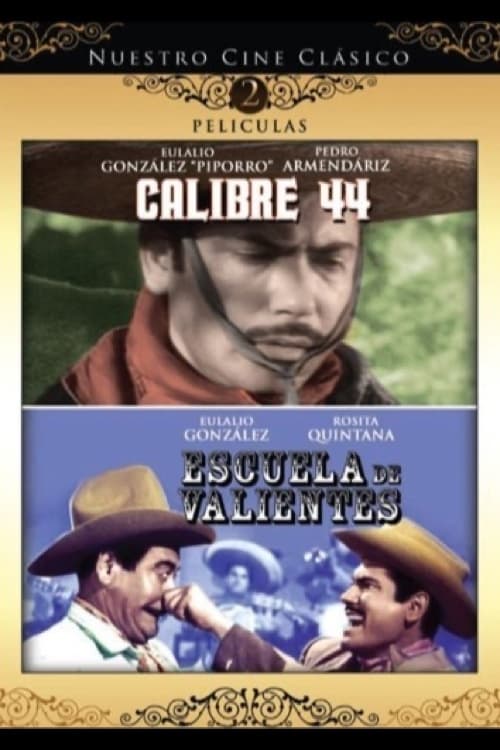 NUESTRO CINE CLÁSICO
2
PELICULAS
EULALIO PEDRO
GONZÁLEZ "PIPORRO" ARMENDÁRIZ
CALIBRE 44
EULALIO ROSITA
GONZÁLEZ QUINTANA
ESCUELA DE
VALIENTES